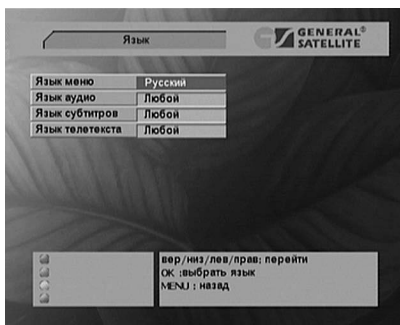 Язык
GENERAL®
SATELLITE
Язык меню Русский
Язык аудио Любой
Язык субтитров Любой
Язык телетекста Любой
вер/низ/лев/прав: перейти
OK :выбрать язык
MENU : назад